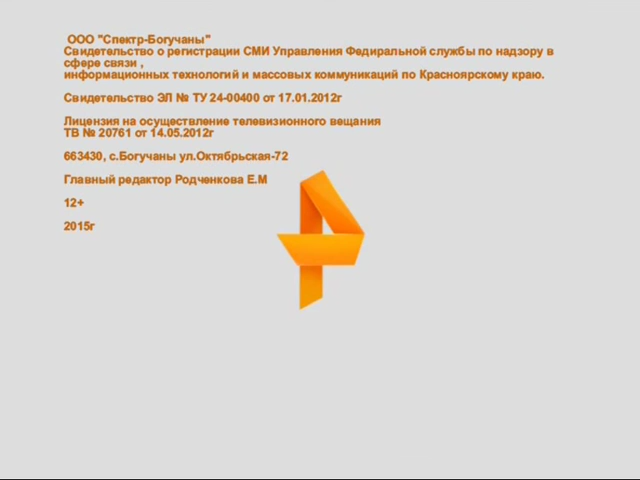 ООО "Спектр-Богучаны"
Свидетельство о регистрации СМИ Управления Федиральной службы по надзору в
сфере связи ,
информационных технологий и массовых коммуникаций по Красноярскому краю.
Свидетельство ЭЛ № ТУ 24-00400 от 17.01.2012г
Лицензия на осуществление телевизионного вещания
ТВ № 20761 от 14.05.2012г
663430, с.Богучаны ул.Октябрьская-72
Главный редактор Родченкова Е.М
12+
2015г